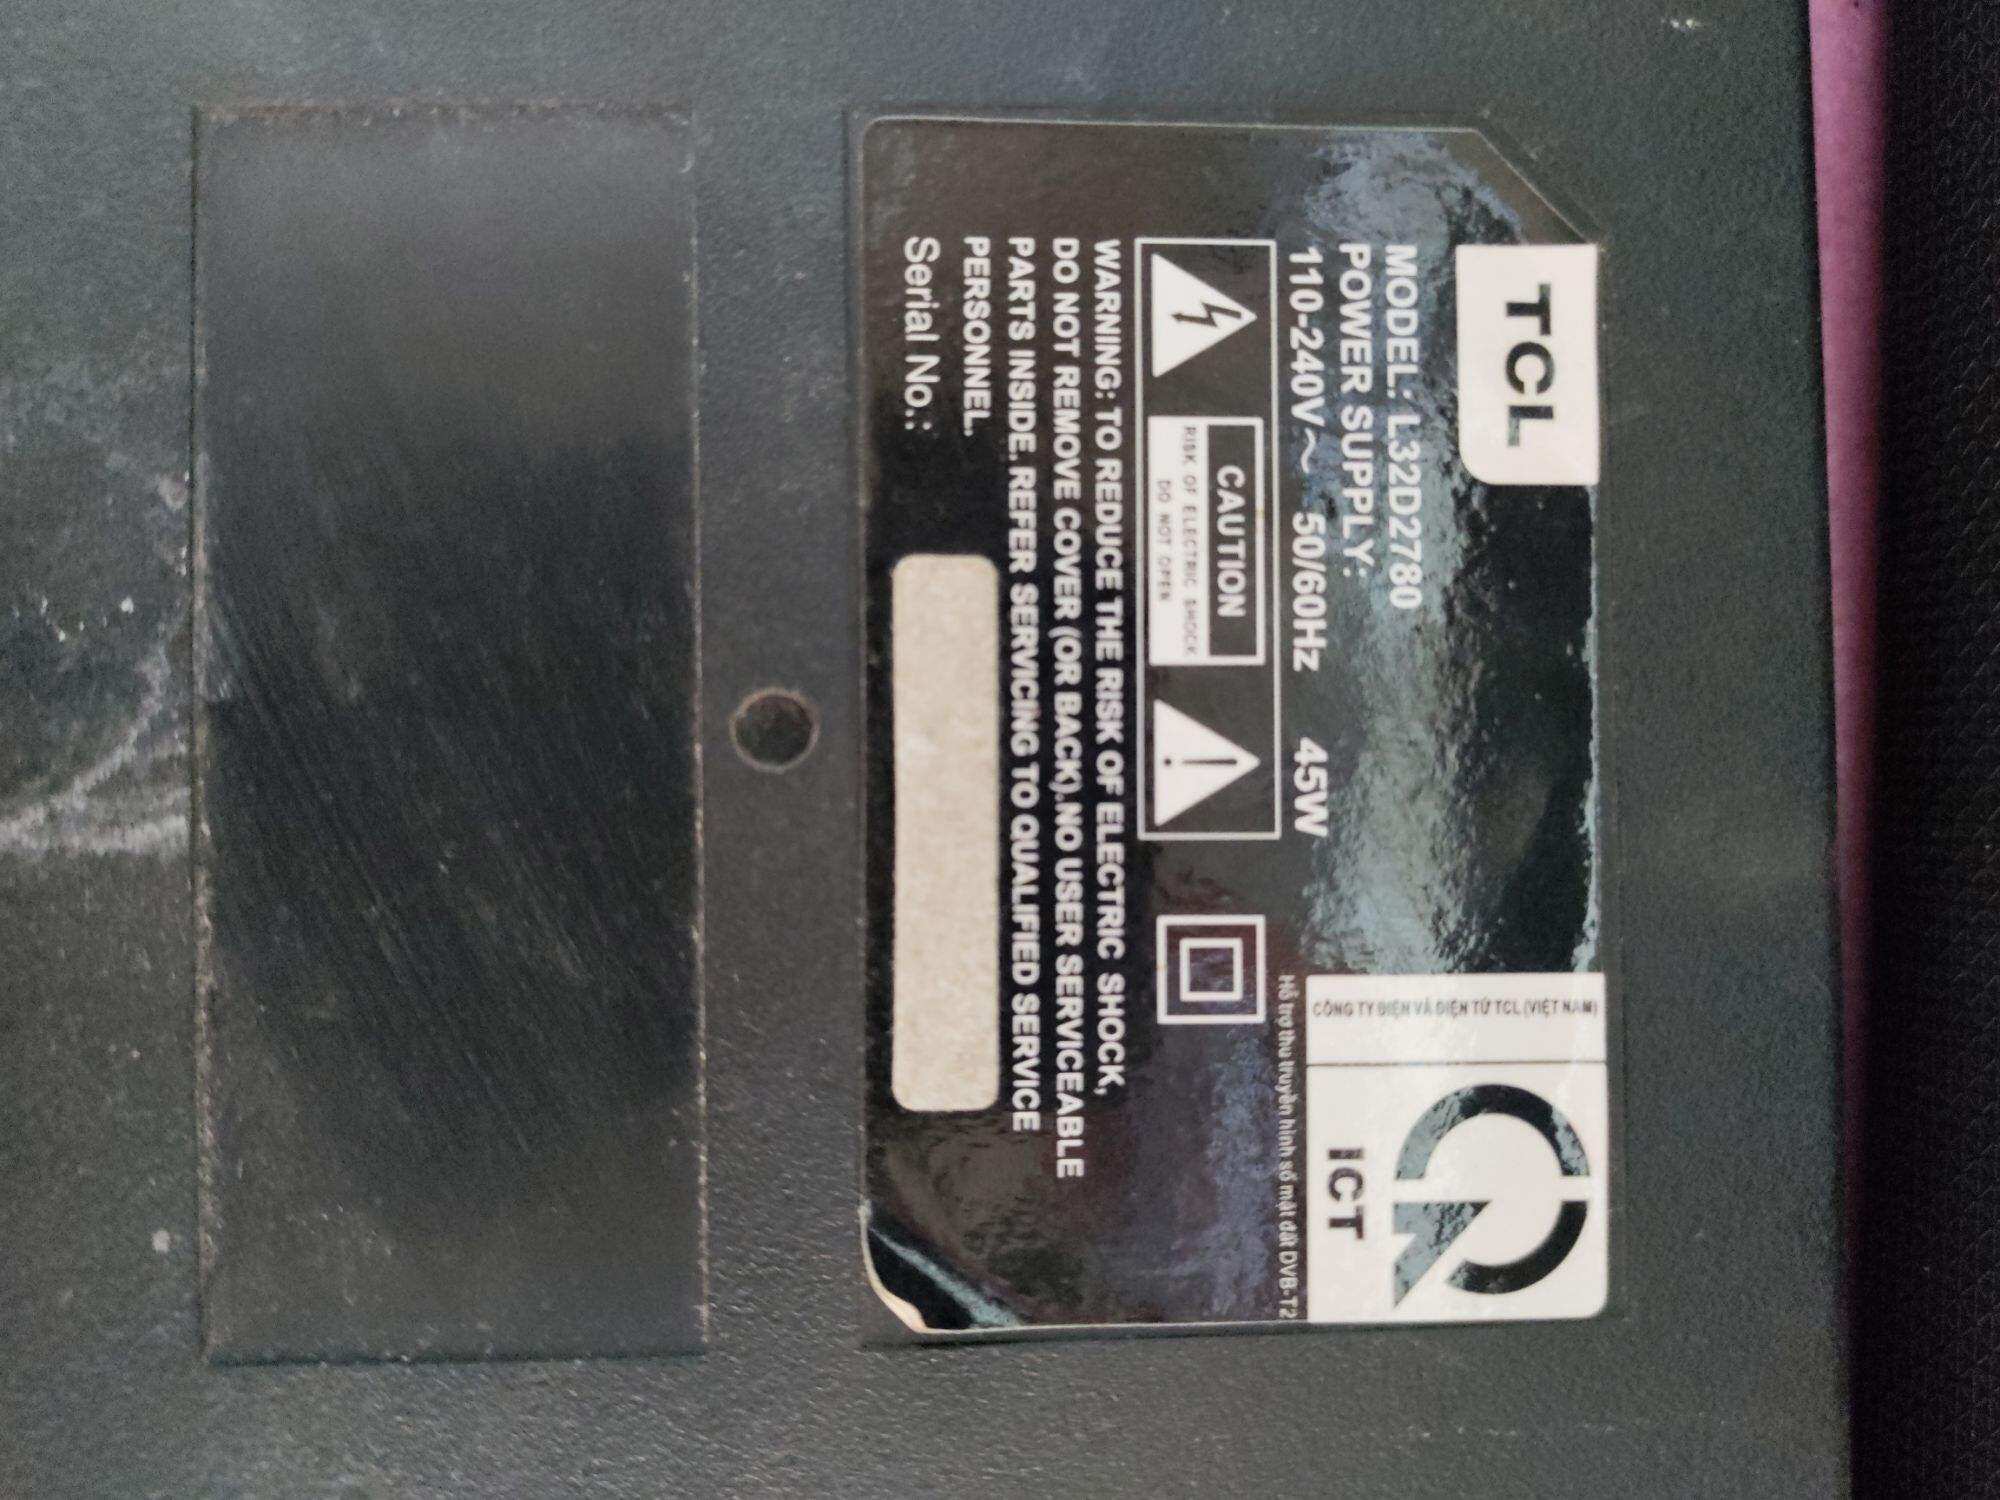 TCL
MODEL: L32D2780
POWER SUPPLY:
110-240V～ 50/60Hz 45W
CÔNG TY ĐIỆN VÀ ĐIỆN TỬ TCL (VIỆT NAM)
ICT
Hỗ trợ thu truyền hình số mặt đất DVB-T2
CAUTION
RISK OF ELECTRIC SHOCK
DO NOT OPEN
WARNING: TO REDUCE THE RISK OF ELECTRIC SHOCK,
DO NOT REMOVE COVER (OR BACK).NO USER SERVICEABLE
PARTS INSIDE. REFER SERVICING TO QUALIFIED SERVICE
PERSONNEL.
Serial No.: